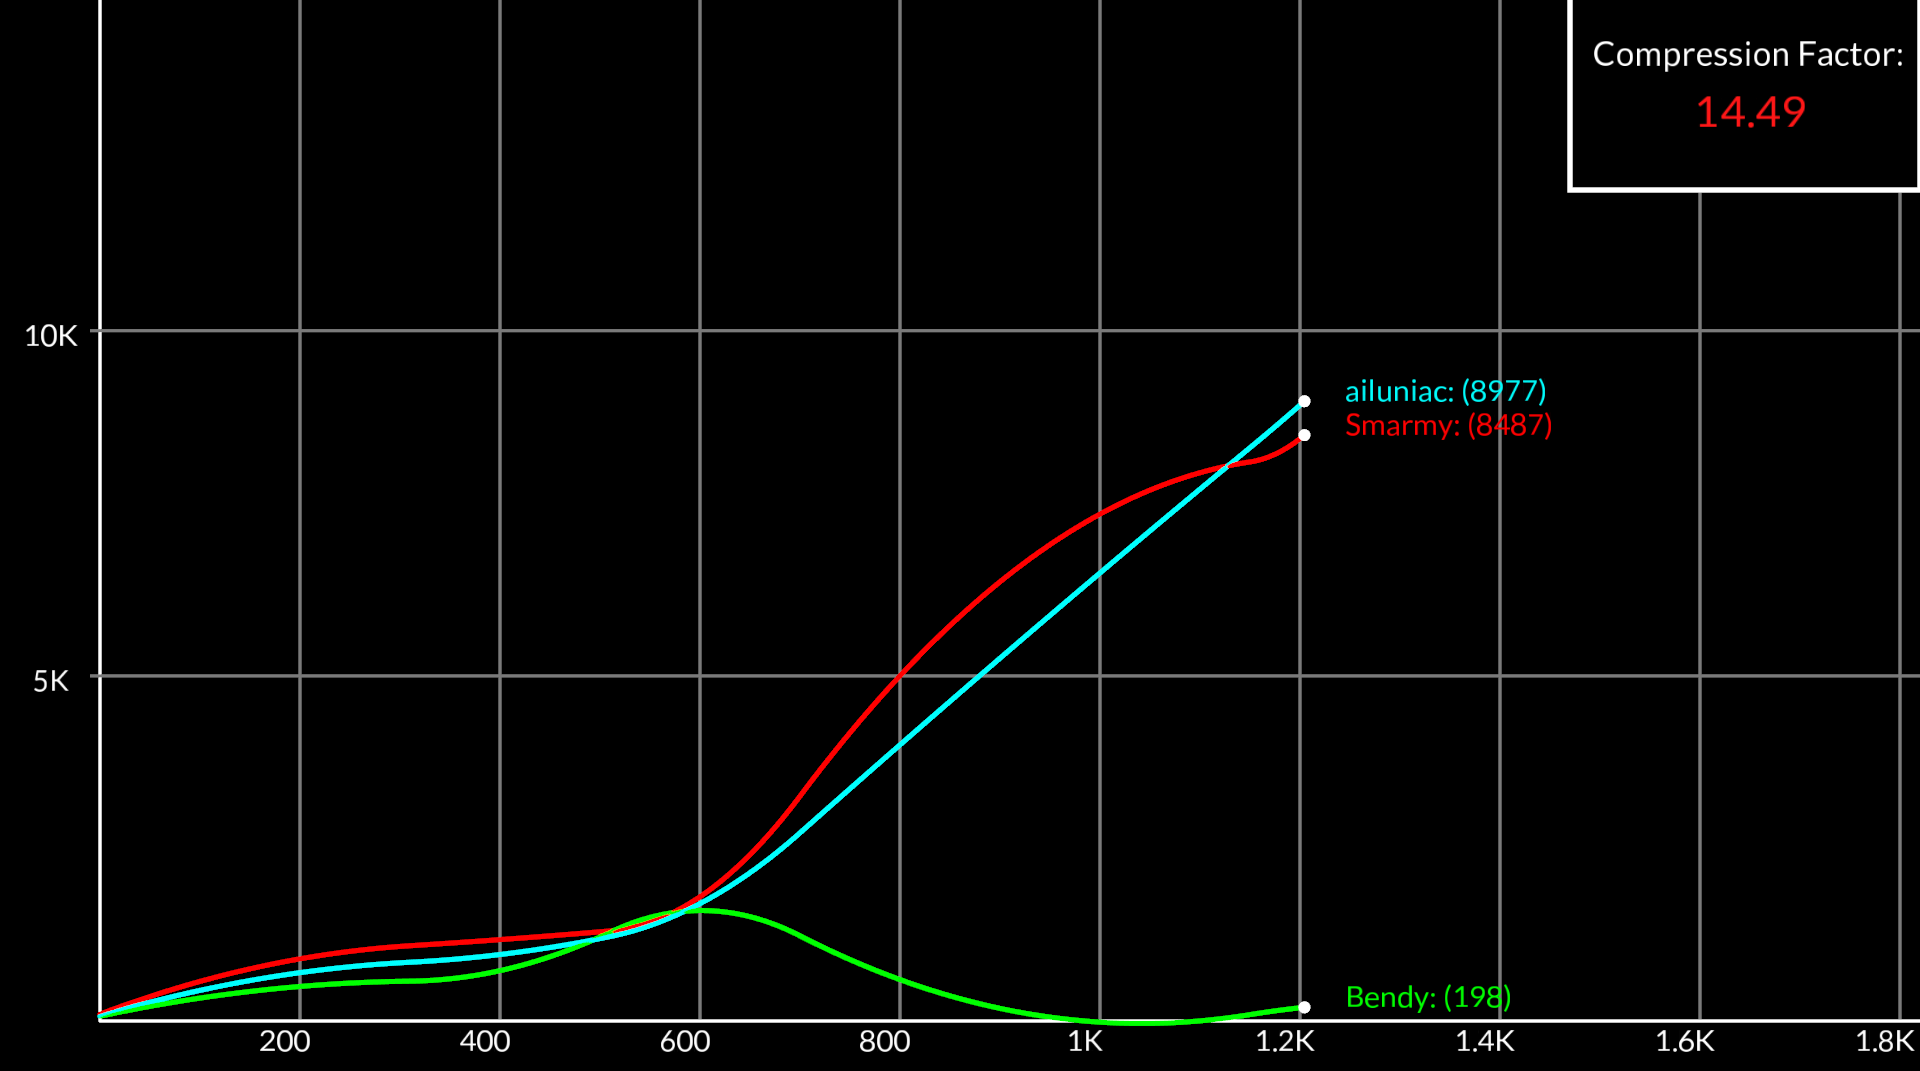 Compression Factor:
14.49
10K
ailuniac: (8977)
Smarmy: (8487)
5K
Bendy: (198)
200 400 600 800 1K 1.2K 1.4K 1.6K 1.8K